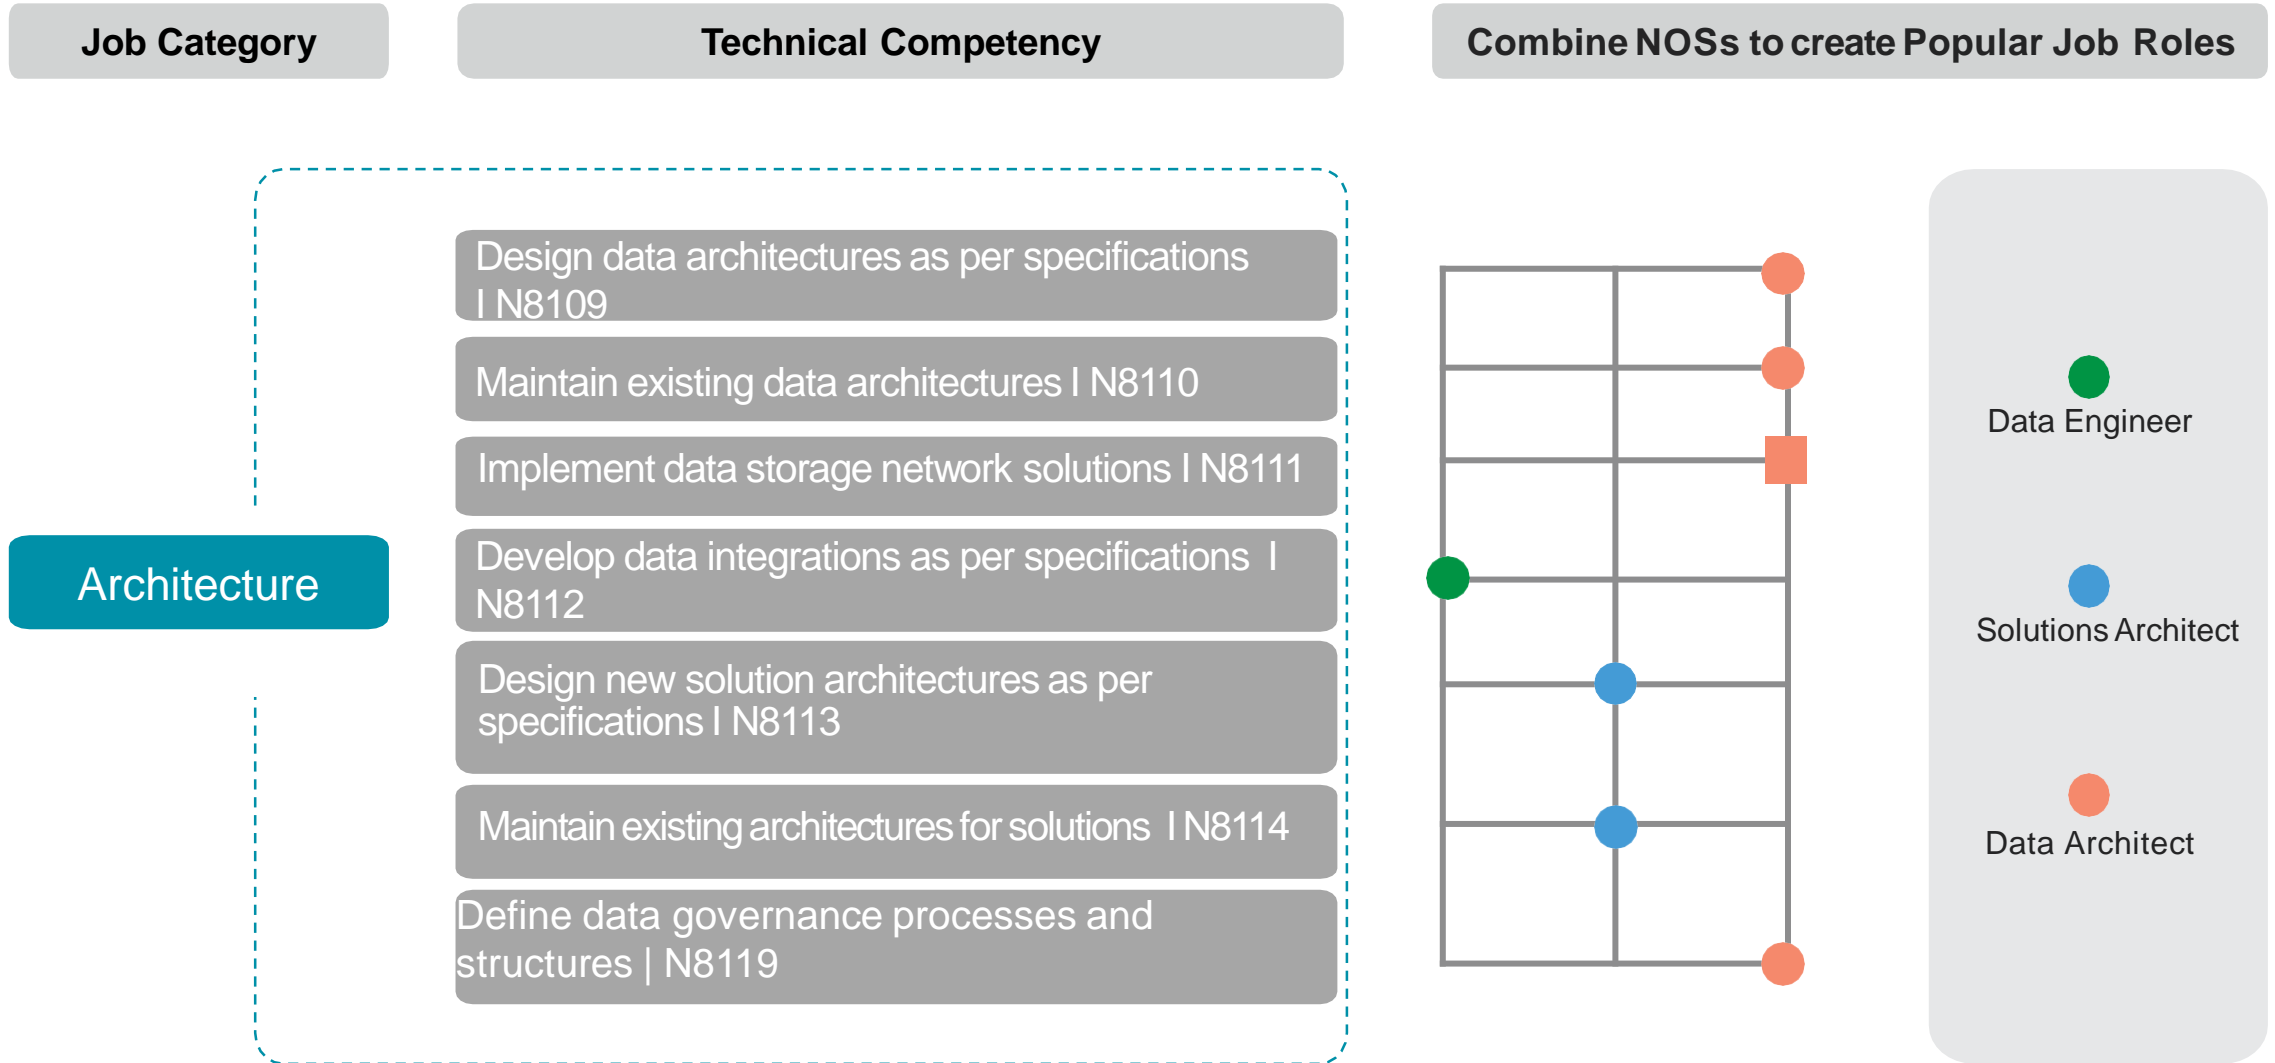 Job Category
Technical Competency
Combine NOSs to create Popular Job Roles
Design data architectures as per specifications
I N8109
Maintain existing data architectures I N8110
Implement data storage network solutions I N8111
Develop data integrations as per specifications I
N8112
Design new solution architectures as per
specifications I N8113
Maintain existing architectures for solutions I N8114
Define data governance processes and
structures | N8119
Architecture
Data Engineer
Solutions Architect
Data Architect